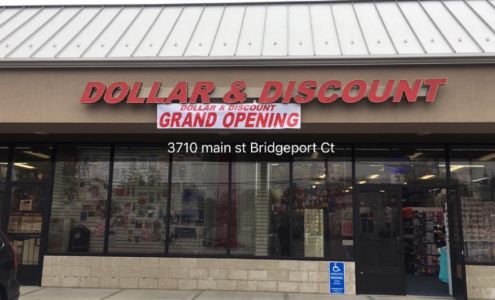 DOLLAR & DISCOUNT
DOLLAR & DISCOUNT
GRAND OPENING
3710 main st Bridgeport Ct